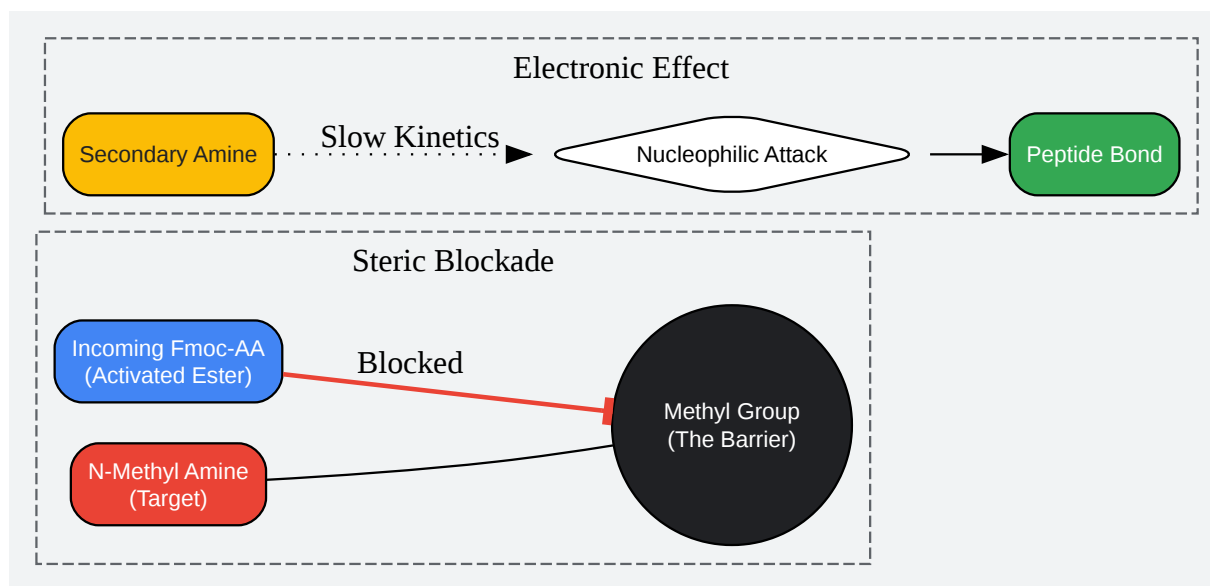 Electronic Effect
Secondary Amine
Slow Kinetics
Nucleophilic Attack
Peptide Bond
Steric Blockade
Incoming Fmoc-AA
(Activated Ester)
Blocked
Methyl Group
(The Barrier)
N-Methyl Amine
(Target)